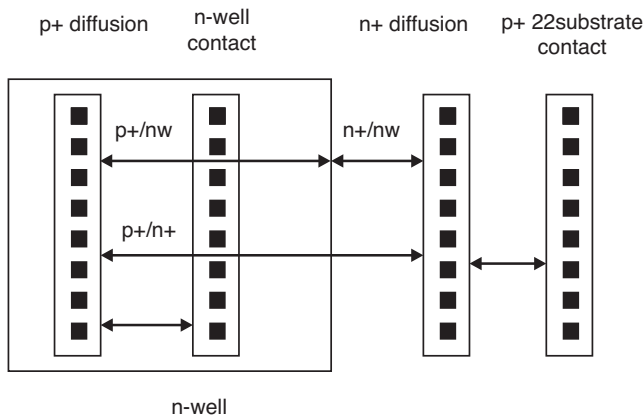 p+ diffusion
n-well
contact
n+ diffusion
p+ 22substrate
contact
p+/nw
n+/nw
p+/n+
n-well